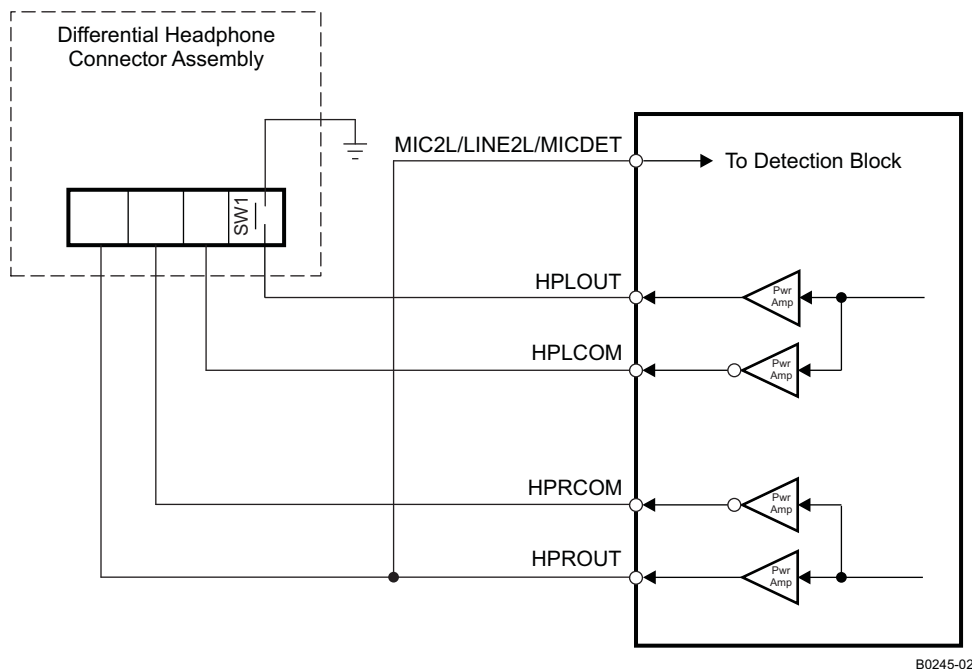 Differential Headphone
Connector Assembly
MIC2L/LINE2L/MICDET
To Detection Block
SW1
HPLOUT
Pwr
Amp
HPLCOM
Pwr
Amp
HPRCOM
Pwr
Amp
HPROUT
Pwr
Amp
B0245-02